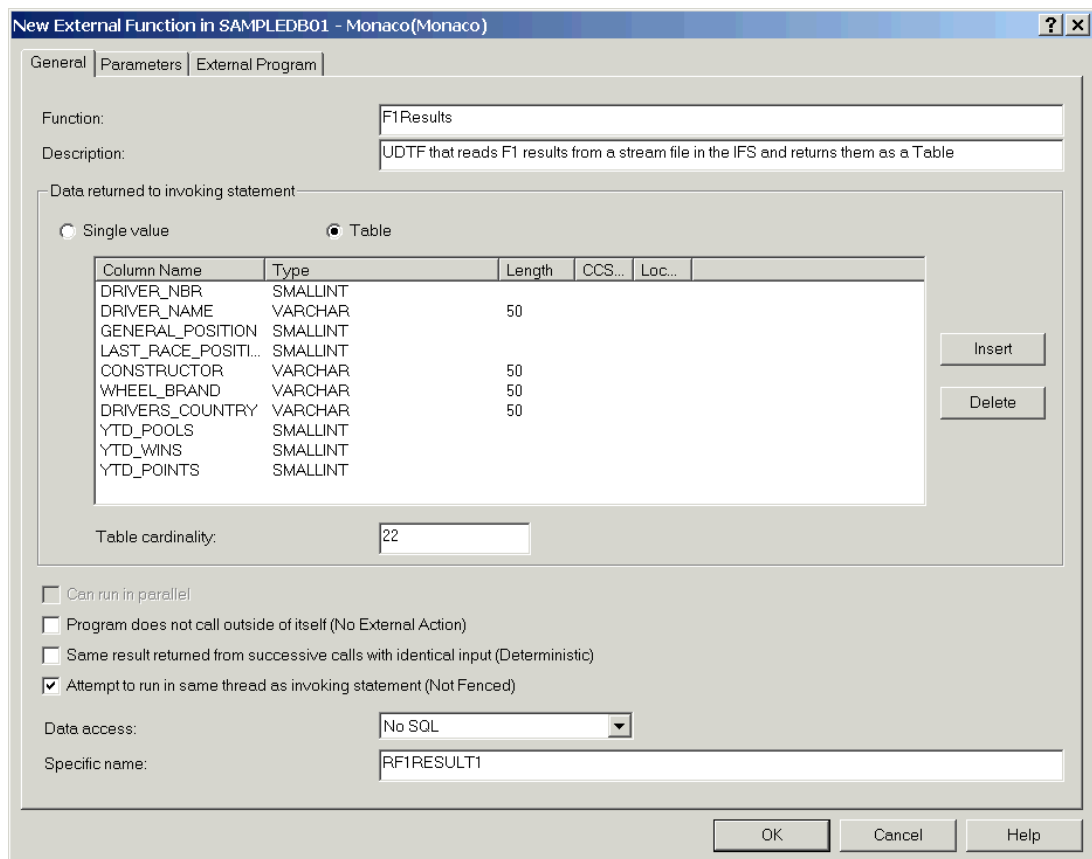 New External Function in SAMPLEDB01 - Monaco(Monaco)
General Parameters External Program
Function: F1Results
Description: UDTF that reads F1 results from a stream file in the IFS and returns them as a Table
Data returned to invoking statement
Single value Table
Column Name Type Length CCS... Loc...
DRIVER_NBR SMALLINT
DRIVER_NAME VARCHAR 50
GENERAL_POSITION SMALLINT
LAST_RACE_POSITI... SMALLINT
CONSTRUCTOR VARCHAR 50
WHEEL_BRAND VARCHAR 50
DRIVERS_COUNTRY VARCHAR 50
YTD_POOLS SMALLINT
YTD_WINS SMALLINT
YTD_POINTS SMALLINT
Insert
Delete
Table cardinality: 22
Can run in parallel
Program does not call outside of itself (No External Action)
Same result returned from successive calls with identical input (Deterministic)
Attempt to run in same thread as invoking statement (Not Fenced)
Data access: No SQL
Specific name: RF1RESULT1
OK Cancel Help